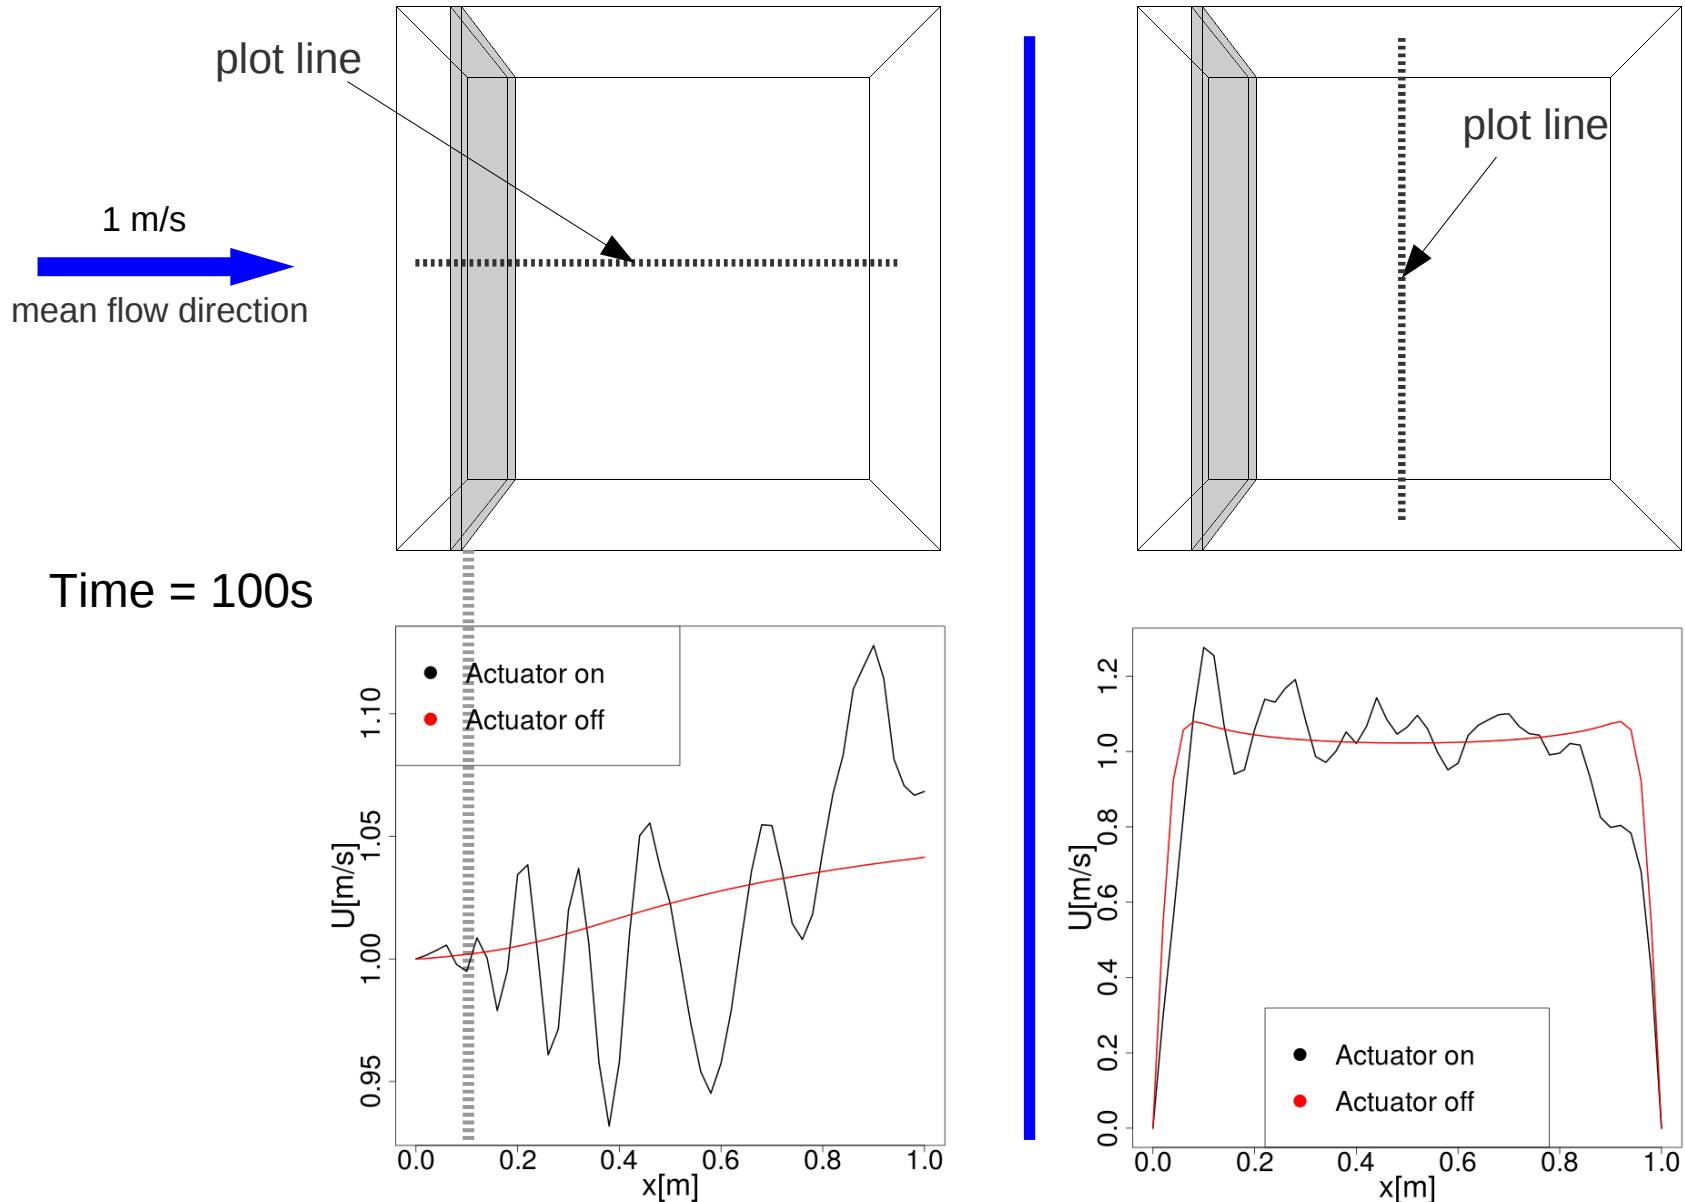 plot line
plot line
1 m/s
mean flow direction
Time = 100s
Actuator on
Actuator off
U[m/s]
1.10
1.05
1.00
0.95
0.0 0.2 0.4 0.6 0.8 1.0
x[m]
U[m/s]
1.2
1.0
0.8
0.6
0.4
0.2
0.0
Actuator on
Actuator off
0.0 0.2 0.4 0.6 0.8 1.0
x[m]